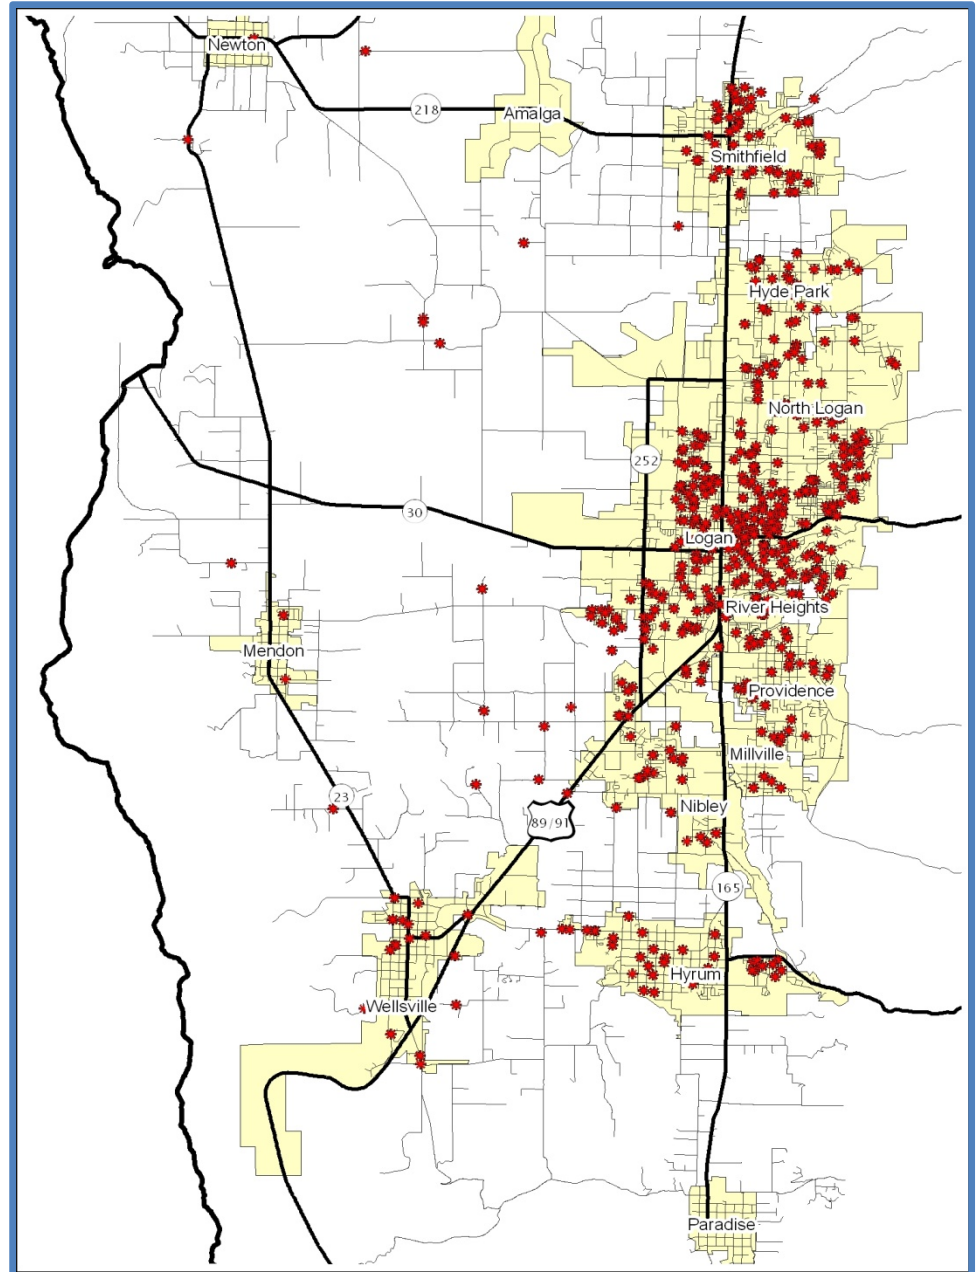 Newton
218
Amalga
Smithfield
Hyde Park
North Logan
252
30
Logan
River Heights
Mendon
Providence
Millville
23
Nibley
89/91
165
Hyrum
Wellsville
Paradise